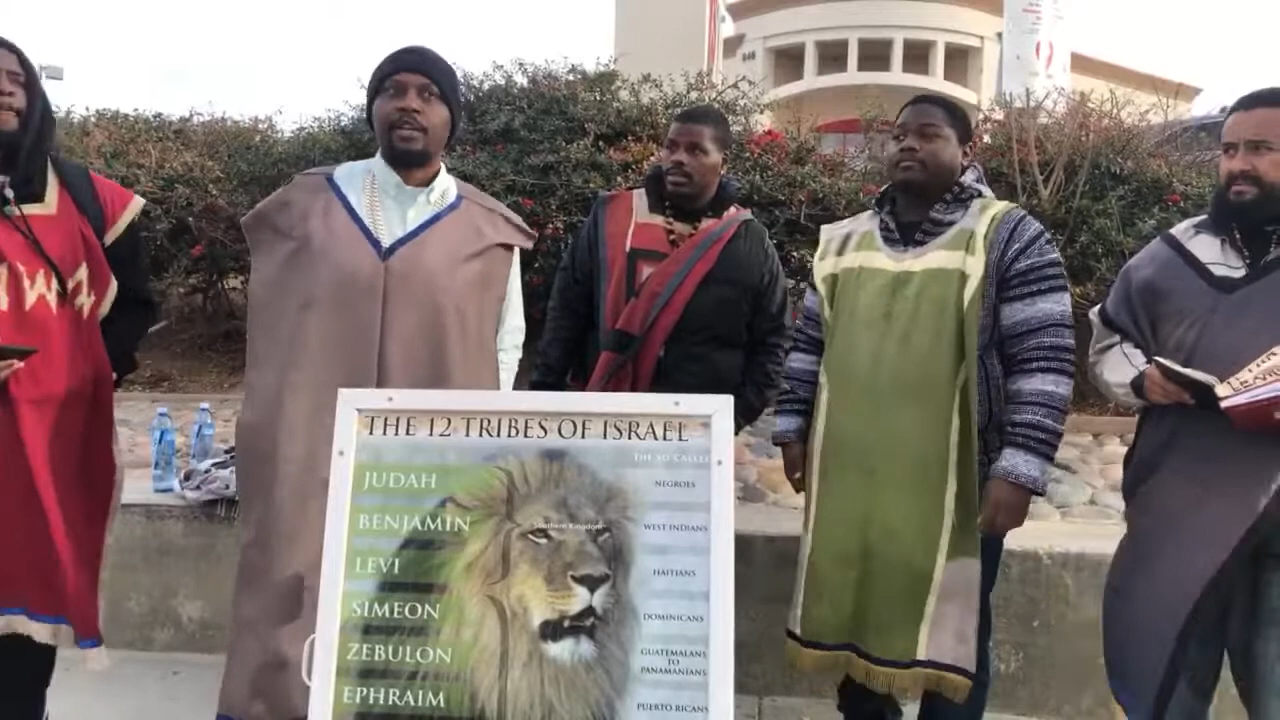 THE 12 TRIBES OF ISRAEL
THE SO CALLED
JUDAH
NEGROES
BENJAMIN
Southern Kingdom
WEST INDIANS
LEVI
HAITIANS
SIMEON
DOMINICANS
ZEBULON
GUATEMALANS
TO
PANAMANIANS
EPHRAIM
PUERTO RICANS